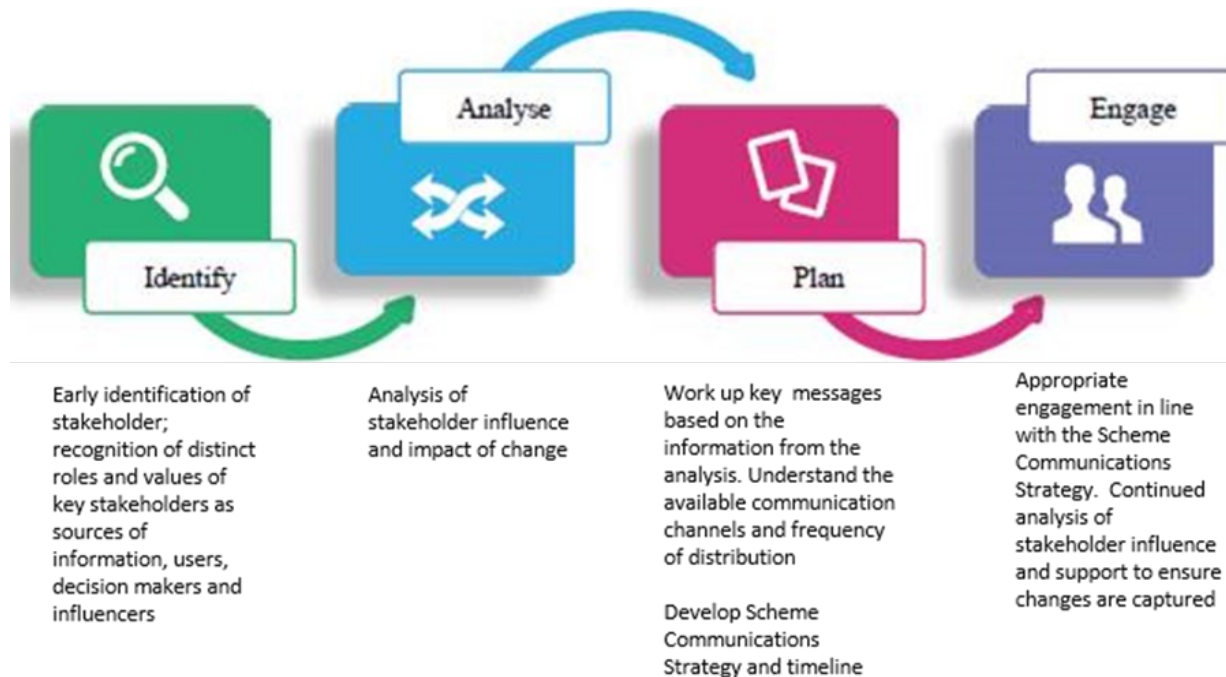 Identify
Analyse
Plan
Engage
Early identification of
stakeholder;
recognition of distinct
roles and values of
key stakeholders as
sources of
information, users,
decision makers and
influencers
Analysis of
stakeholder influence
and impact of change
Work up key  messages
based on the
information from the
analysis. Understand the
available communication
channels and frequency
of distribution
Develop Scheme
Communications
Strategy and timeline
Appropriate
engagement in line
with the Scheme
Communications
Strategy.  Continued
analysis of
stakeholder influence
and support to ensure
changes are captured